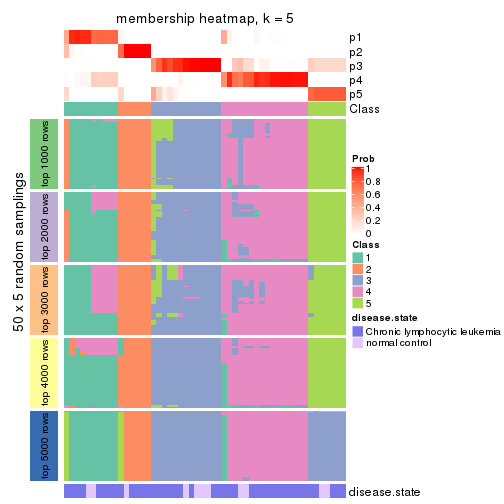 membership heatmap, k = 5
p1
p2
p3
p4
p5
Class
50 x 5 random samplings
top 1000 rows
top 2000 rows
top 3000 rows
top 4000 rows
top 5000 rows
disease.state
Prob
1
0.8
0.6
0.4
0.2
0
Class
1
2
3
4
5
disease.state
Chronic lymphocytic leukemia
normal control